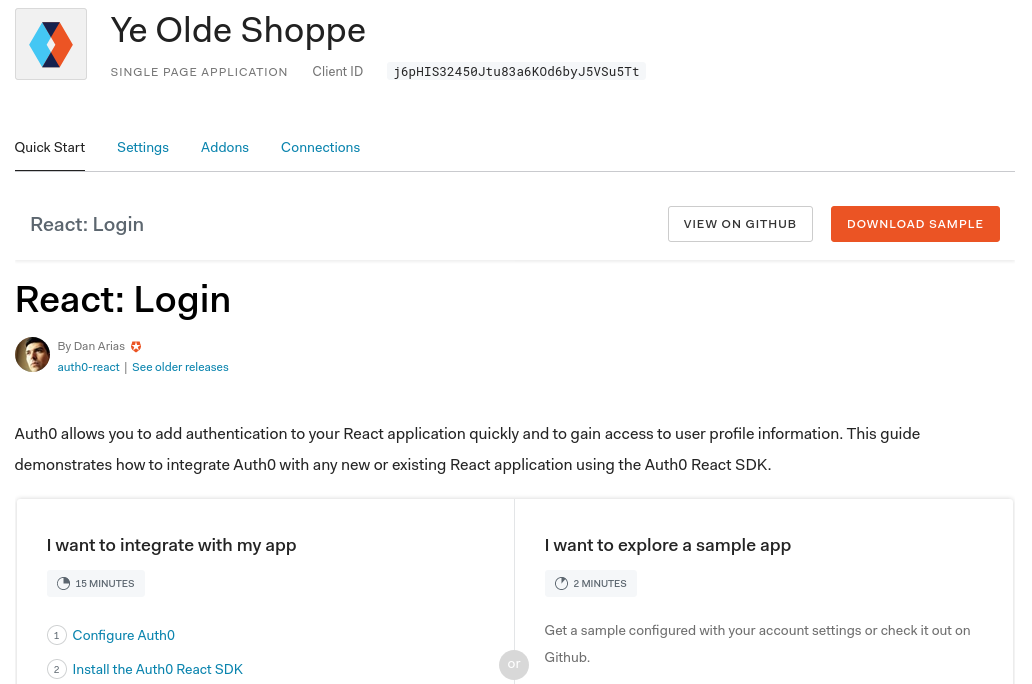 Ye Olde Shoppe
SINGLE PAGE APPLICATION Client ID j6pHIS32450Jtu83a6KOd6byJ5VSu5Tt
Quick Start Settings Addons Connections
React: Login VIEW ON GITHUB DOWNLOAD SAMPLE
React: Login
By Dan Arias
auth0-react | See older releases
Auth0 allows you to add authentication to your React application quickly and to gain access to user profile information. This guide
demonstrates how to integrate Auth0 with any new or existing React application using the Auth0 React SDK.
I want to integrate with my app
15 MINUTES
1 Configure Auth0
2 Install the Auth0 React SDK
or
I want to explore a sample app
2 MINUTES
Get a sample configured with your account settings or check it out on
Github.